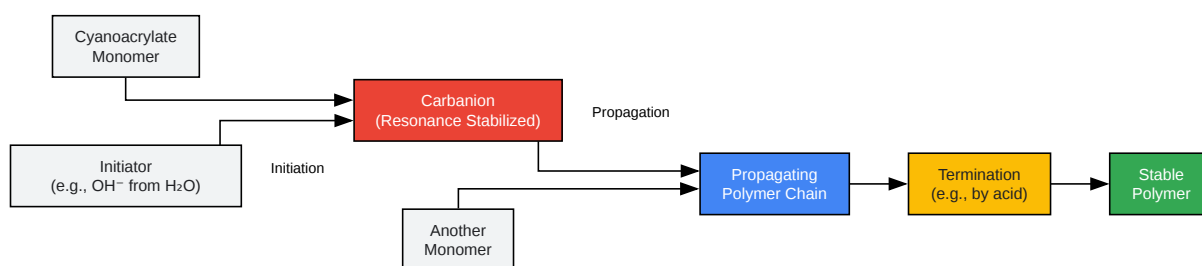 Cyanoacrylate
Monomer
Initiator
(e.g., OH⁻ from H₂O)
Initiation
Carbanion
(Resonance Stabilized)
Propagation
Another
Monomer
Propagating
Polymer Chain
Termination
(e.g., by acid)
Stable
Polymer